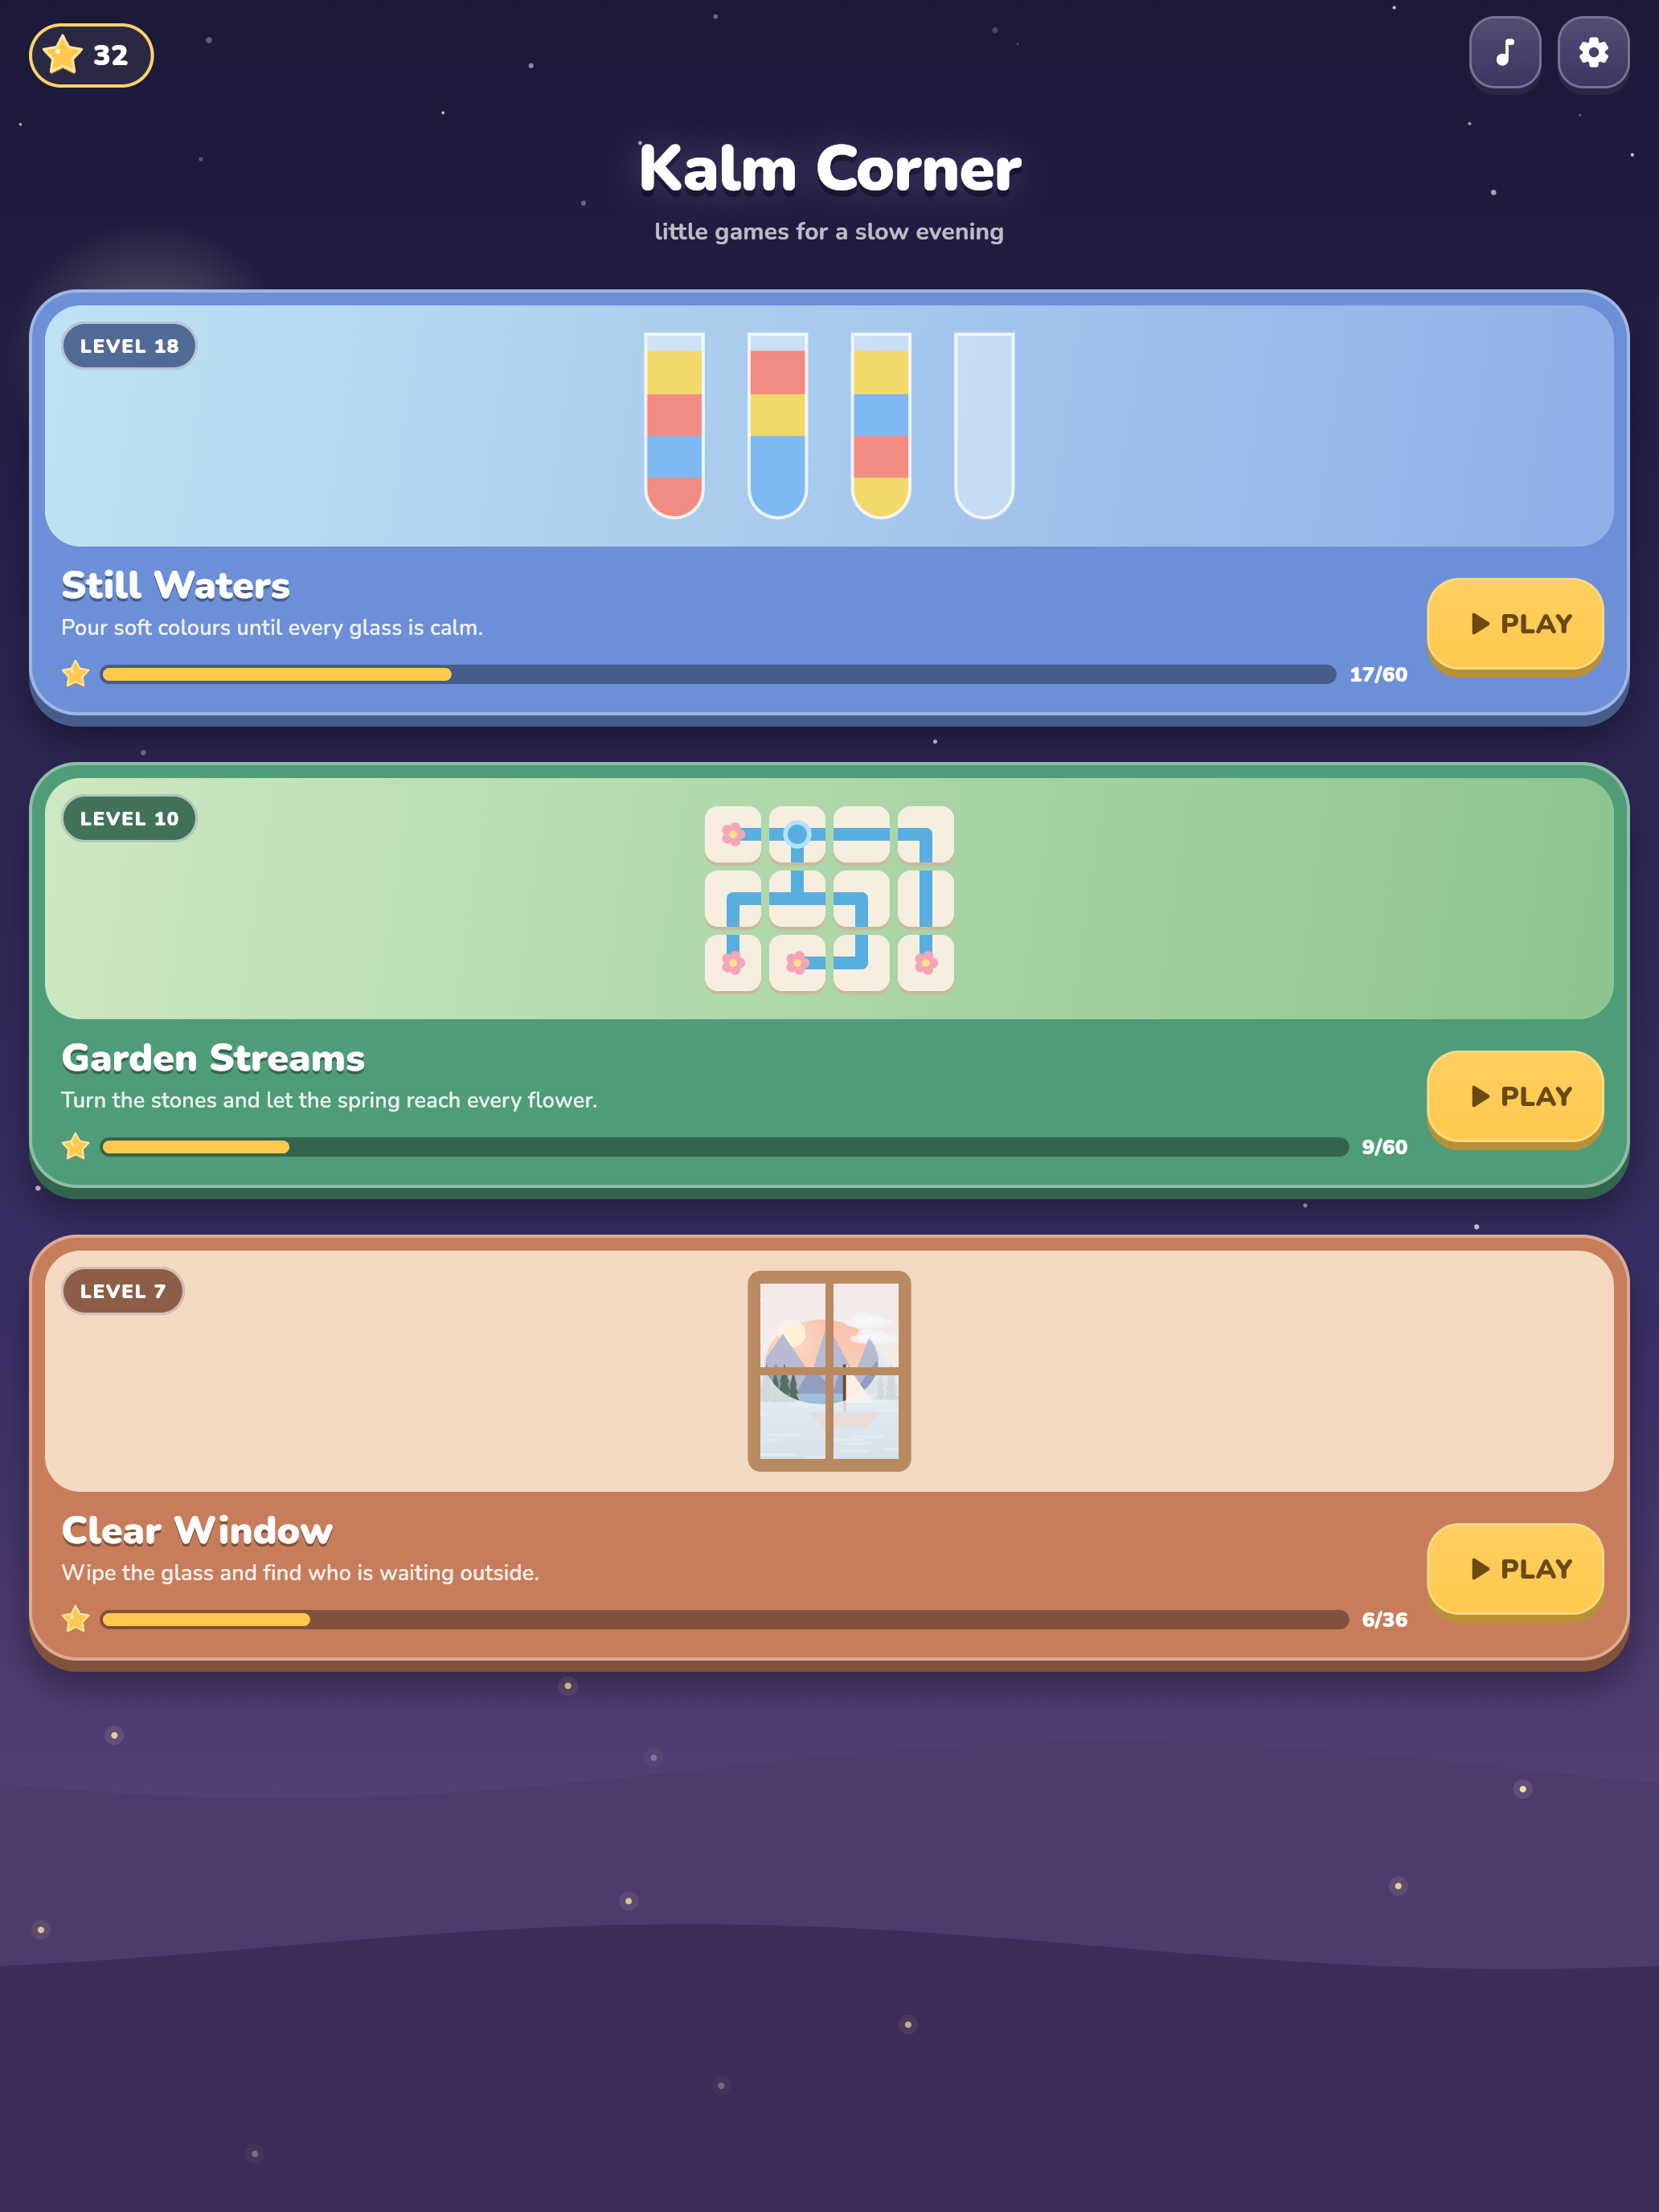 32
Kalm Corner
little games for a slow evening
LEVEL 18
Still Waters
Pour soft colours until every glass is calm.
17/60
PLAY
LEVEL 10
Garden Streams
Turn the stones and let the spring reach every flower.
9/60
PLAY
LEVEL 7
Clear Window
Wipe the glass and find who is waiting outside.
6/36
PLAY